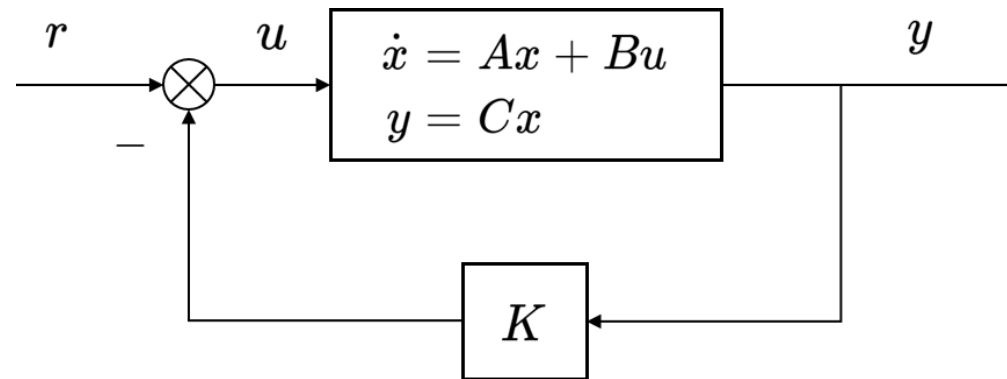 r
u
ẋ = Ax + Bu
y = Cx
y
−
K